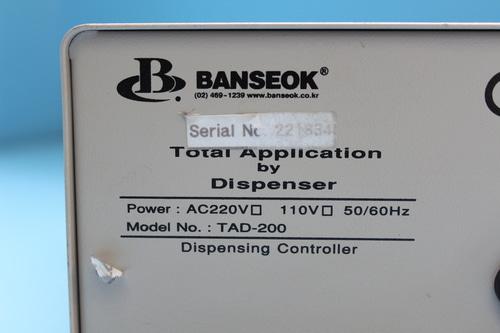 B. BANSEOK®
(02) 469-1239 www.banseok.co.kr
Serial No.
Total Application
by
Dispenser
Power : AC220V□ 110V□ 50/60Hz
Model No. : TAD-200
Dispensing Controller